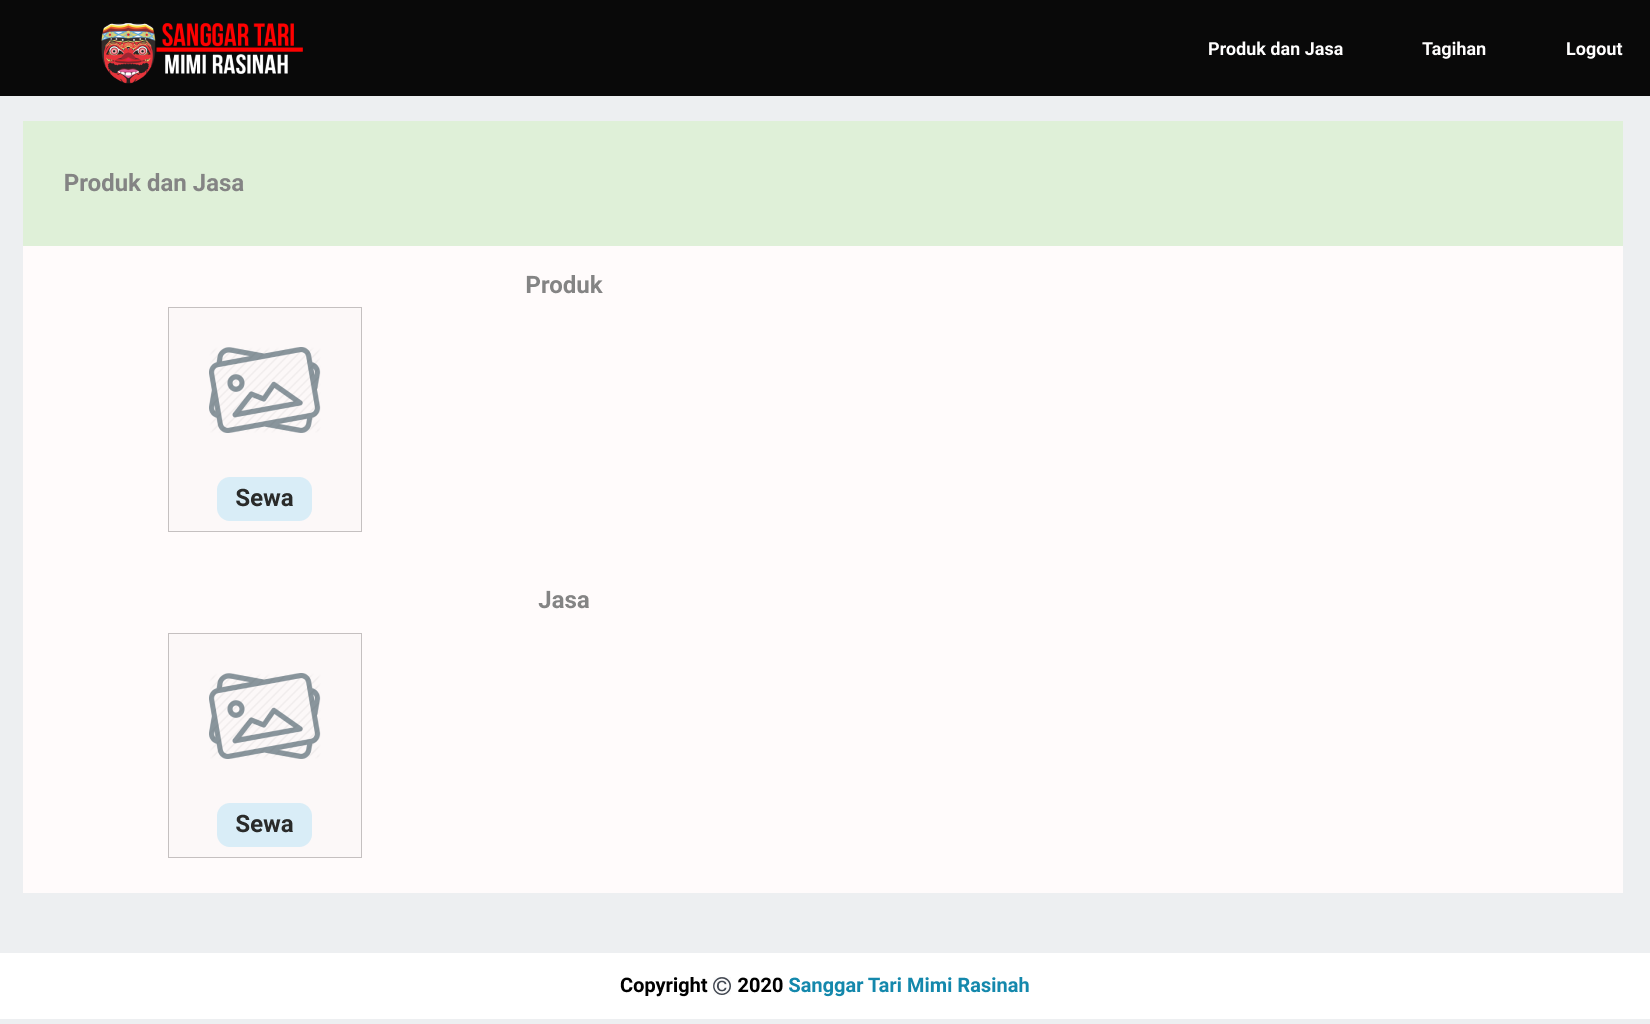 SANGGAR TARI
MIMI RASINAH
Produk dan Jasa
Tagihan
Logout
Produk dan Jasa
Produk
Sewa
Jasa
Sewa
Copyright © 2020 Sanggar Tari Mimi Rasinah